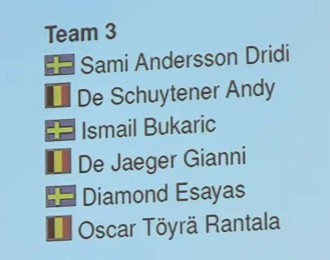 Team 3
Sami Andersson Dridi
De Schuytener Andy
Ismail Bukaric
De Jaeger Gianni
Diamond Esayas
Oscar Töyrä Rantala